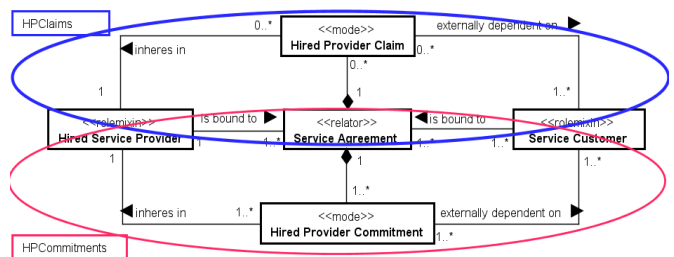 HPClaims
<<mode>>
Hired Provider Claim
0..*
externally dependent on
inheres in
0..*
0..*
1
1
1..*
<<rolemixin>>
Hired Service Provider
is bound to
1
1..*
<<relator>>
Service Agreement
is bound to
1..*
1..*
<<rolemixin>>
Service Customer
1
1
1..*
1..*
inheres in
1..*
<<mode>>
Hired Provider Commitment
externally dependent on
1..*
HPCommitments